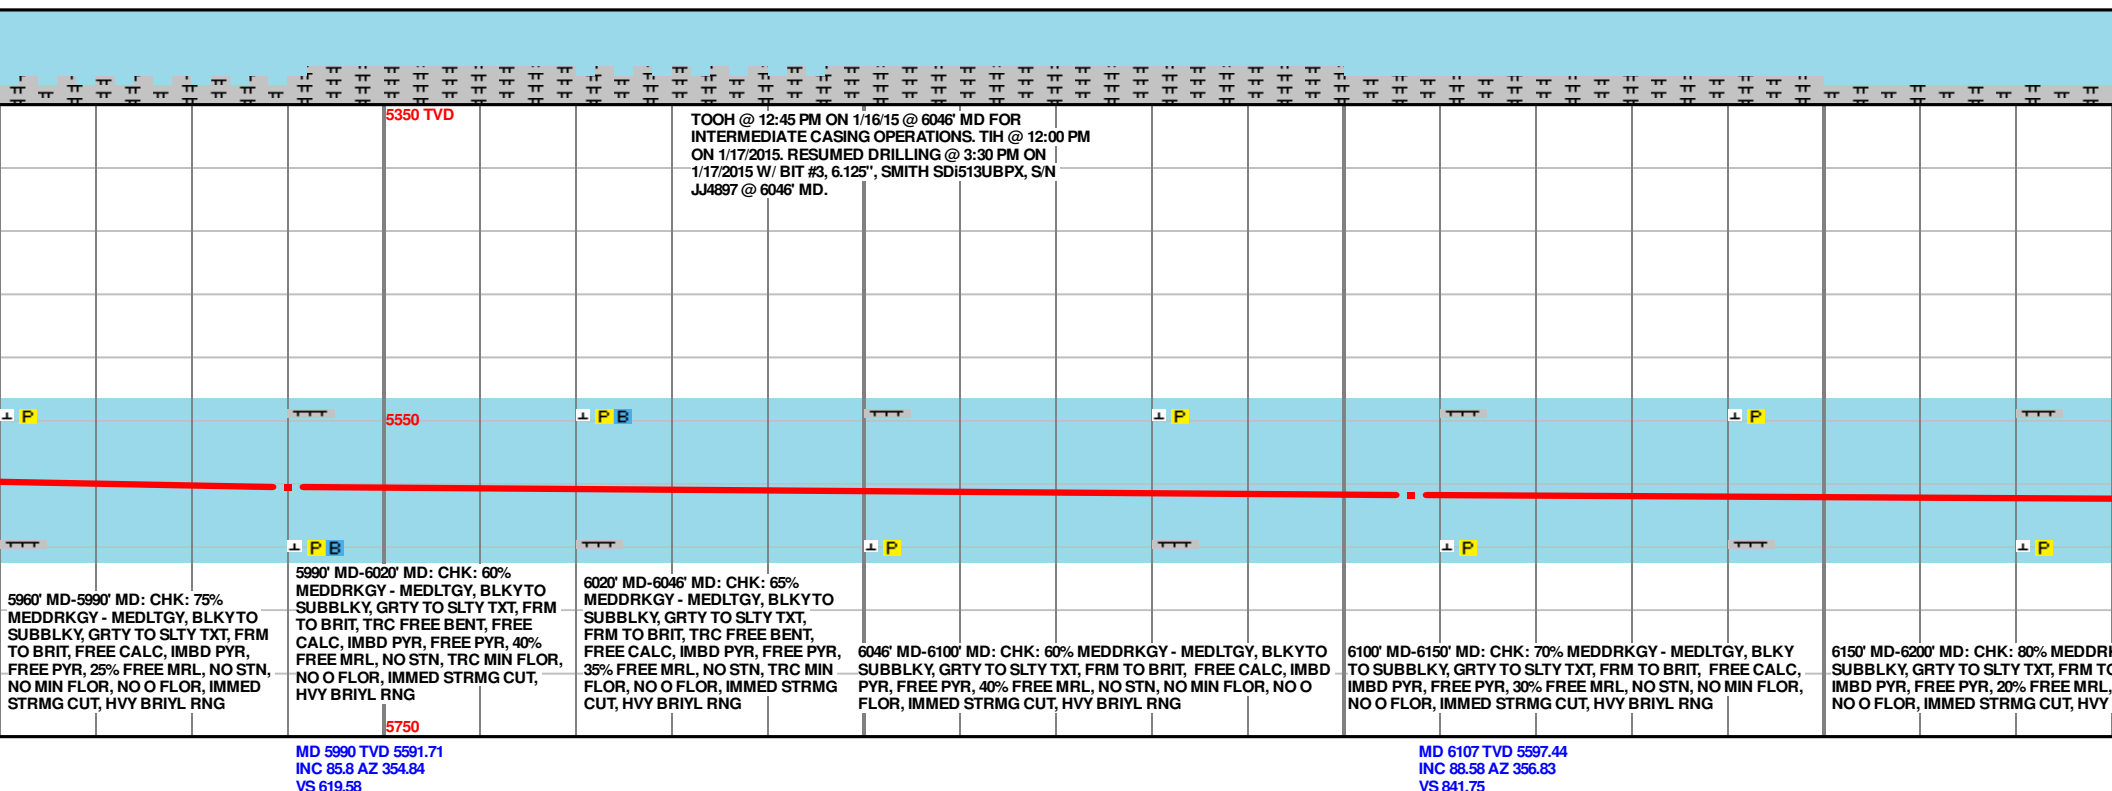 5350 TVD
TOOH @ 12:45 PM ON 1/16/15 @ 6046' MD FOR
INTERMEDIATE CASING OPERATIONS. TIH @ 12:00 PM
ON 1/17/2015. RESUMED DRILLING @ 3:30 PM ON
1/17/2015 W/ BIT #3, 6.125", SMITH SDi513UBPX, S/N
JJ4897 @ 6046' MD.
P
5550
P B
P
P
P B
P
P
P
5960' MD-5990' MD: CHK: 75%
MEDDRKGY - MEDLTGY, BLKY TO
SUBBLKY, GRTY TO SLTY TXT, FRM
TO BRIT, FREE CALC, IMBD PYR,
FREE PYR, 25% FREE MRL, NO STN,
NO MIN FLOR, NO O FLOR, IMMED
STRMG CUT, HVY BRIYL RNG
5990' MD-6020' MD: CHK: 60%
MEDDRKGY - MEDLTGY, BLKY TO
SUBBLKY, GRTY TO SLTY TXT, FRM
TO BRIT, TRC FREE BENT, FREE
CALC, IMBD PYR, FREE PYR, 40%
FREE MRL, NO STN, TRC MIN FLOR,
NO O FLOR, IMMED STRMG CUT,
HVY BRIYL RNG
6020' MD-6046' MD: CHK: 65%
MEDDRKGY - MEDLTGY, BLKY TO
SUBBLKY, GRTY TO SLTY TXT,
FRM TO BRIT, TRC FREE BENT,
FREE CALC, IMBD PYR, FREE PYR,
35% FREE MRL, NO STN, TRC MIN
FLOR, NO O FLOR, IMMED STRMG
CUT, HVY BRIYL RNG
6046' MD-6100' MD: CHK: 60% MEDDRKGY - MEDLTGY, BLKY TO
SUBBLKY, GRTY TO SLTY TXT, FRM TO BRIT, FREE CALC, IMBD
PYR, FREE PYR, 40% FREE MRL, NO STN, NO MIN FLOR, NO O
FLOR, IMMED STRMG CUT, HVY BRIYL RNG
6100' MD-6150' MD: CHK: 70% MEDDRKGY - MEDLTGY, BLKY
TO SUBBLKY, GRTY TO SLTY TXT, FRM TO BRIT, FREE CALC,
IMBD PYR, FREE PYR, 30% FREE MRL, NO STN, NO MIN FLOR,
NO O FLOR, IMMED STRMG CUT, HVY BRIYL RNG
6150' MD-6200' MD: CHK: 80%
SUBBLKY, GRTY TO SLTY TXT, FRM
IMBD PYR, FREE PYR, 20% FREE MRL,
NO O FLOR, IMMED STRMG CUT, HVY
5750
MD 5990 TVD 5591.71
INC 85.8 AZ 354.84
VS 619.58
MD 6107 TVD 5597.44
INC 88.58 AZ 356.83
VS 841.75